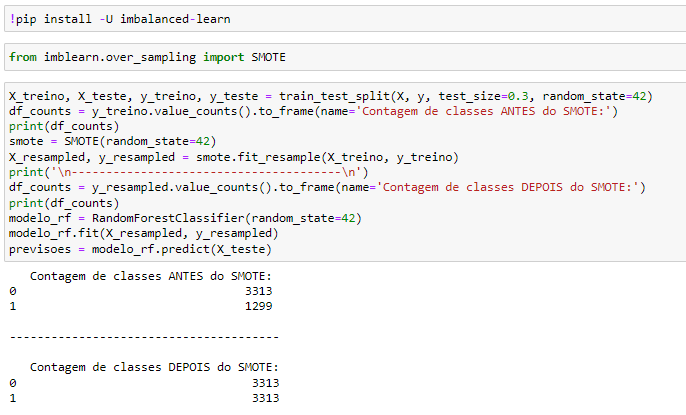 !pip install -U imbalanced-learn
from imblearn.over_sampling import SMOTE
X_treino, X_teste, y_treino, y_teste = train_test_split(X, y, test_size=0.3, random_state=42)
df_counts = y_treino.value_counts().to_frame(name='Contagem de classes ANTES do SMOTE:')
print(df_counts)
smote = SMOTE(random_state=42)
X_resampled, y_resampled = smote.fit_resample(X_treino, y_treino)
print('\n---------------------------------------\n')
df_counts = y_resampled.value_counts().to_frame(name='Contagem de classes DEPOIS do SMOTE:')
print(df_counts)
modelo_rf = RandomForestClassifier(random_state=42)
modelo_rf.fit(X_resampled, y_resampled)
previsoes = modelo_rf.predict(X_teste)
Contagem de classes ANTES do SMOTE:
0 3313
1 1299
---------------------------------------
Contagem de classes DEPOIS do SMOTE:
0 3313
1 3313